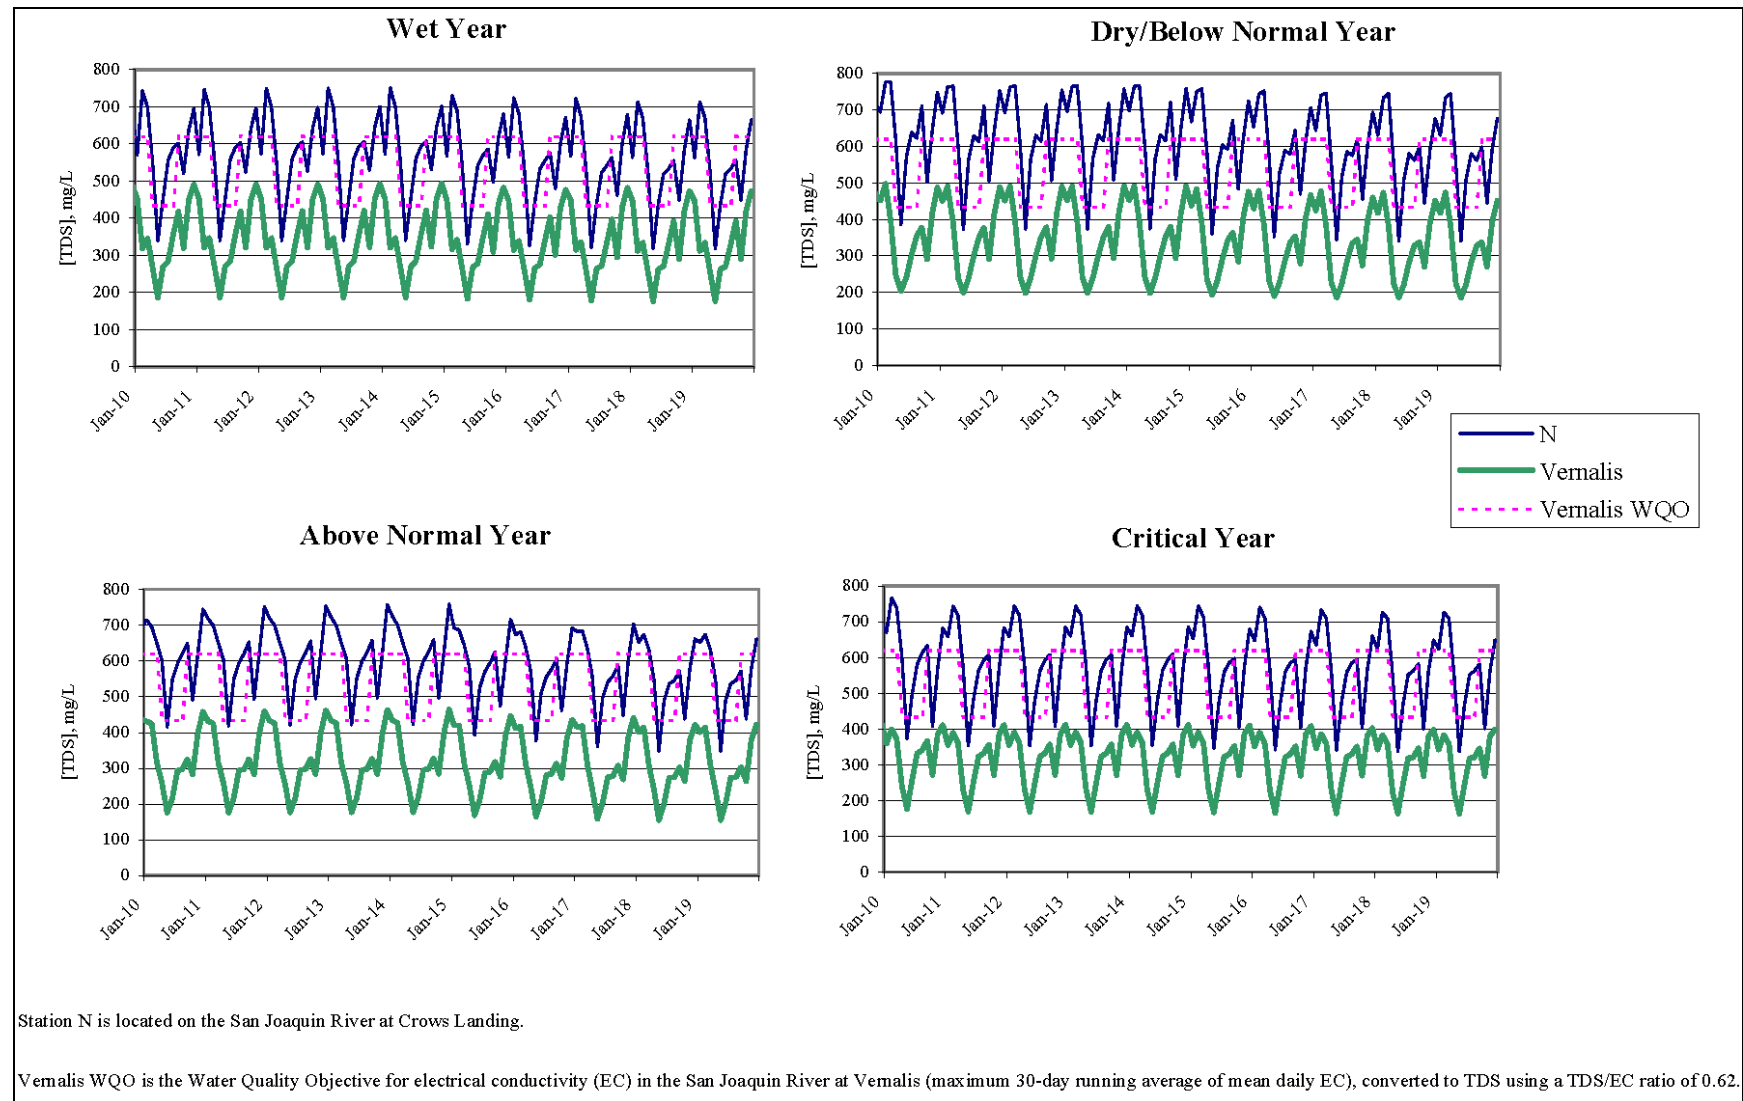 Wet Year
800
700
600
500
400
300
200
100
0
[TDS], mg/L
Jan-10
Jan-11
Jan-12
Jan-13
Jan-14
Jan-15
Jan-16
Jan-17
Jan-18
Jan-19
Dry/Below Normal Year
800
700
600
500
400
300
200
100
0
[TDS], mg/L
Jan-10
Jan-11
Jan-12
Jan-13
Jan-14
Jan-15
Jan-16
Jan-17
Jan-18
Jan-19
N
Vernalis
Vernalis WQO
Above Normal Year
800
700
600
500
400
300
200
100
0
[TDS], mg/L
Jan-10
Jan-11
Jan-12
Jan-13
Jan-14
Jan-15
Jan-16
Jan-17
Jan-18
Jan-19
Critical Year
800
700
600
500
400
300
200
100
0
[TDS], mg/L
Jan-10
Jan-11
Jan-12
Jan-13
Jan-14
Jan-15
Jan-16
Jan-17
Jan-18
Jan-19
Station N is located on the San Joaquin River at Crows Landing.
Vernalis WQO is the Water Quality Objective for electrical conductivity (EC) in the San Joaquin River at Vernalis (maximum 30-day running average of mean daily EC), converted to TDS using a TDS/EC ratio of 0.62.